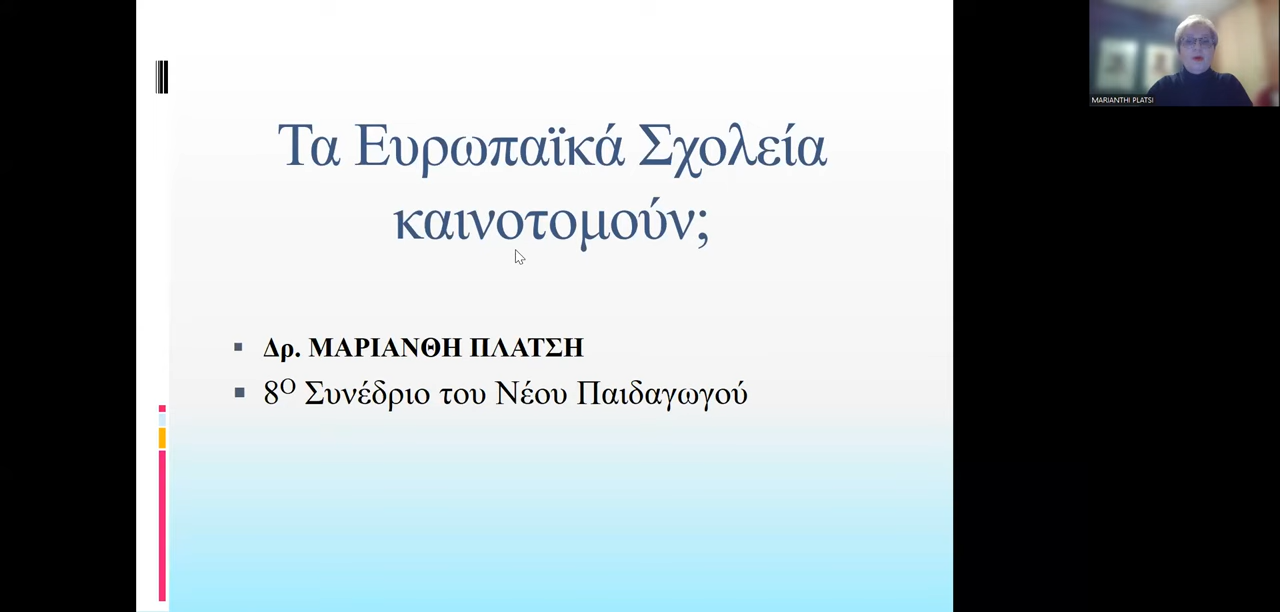 Τα Ευρωπαϊκά Σχολεία
καινοτομούν;
Δρ. ΜΑΡΙΑΝΘΗ ΠΛΑΤΣΗ
8Ο Συνέδριο του Νέου Παιδαγωγού
MARIANTHI PLATSI